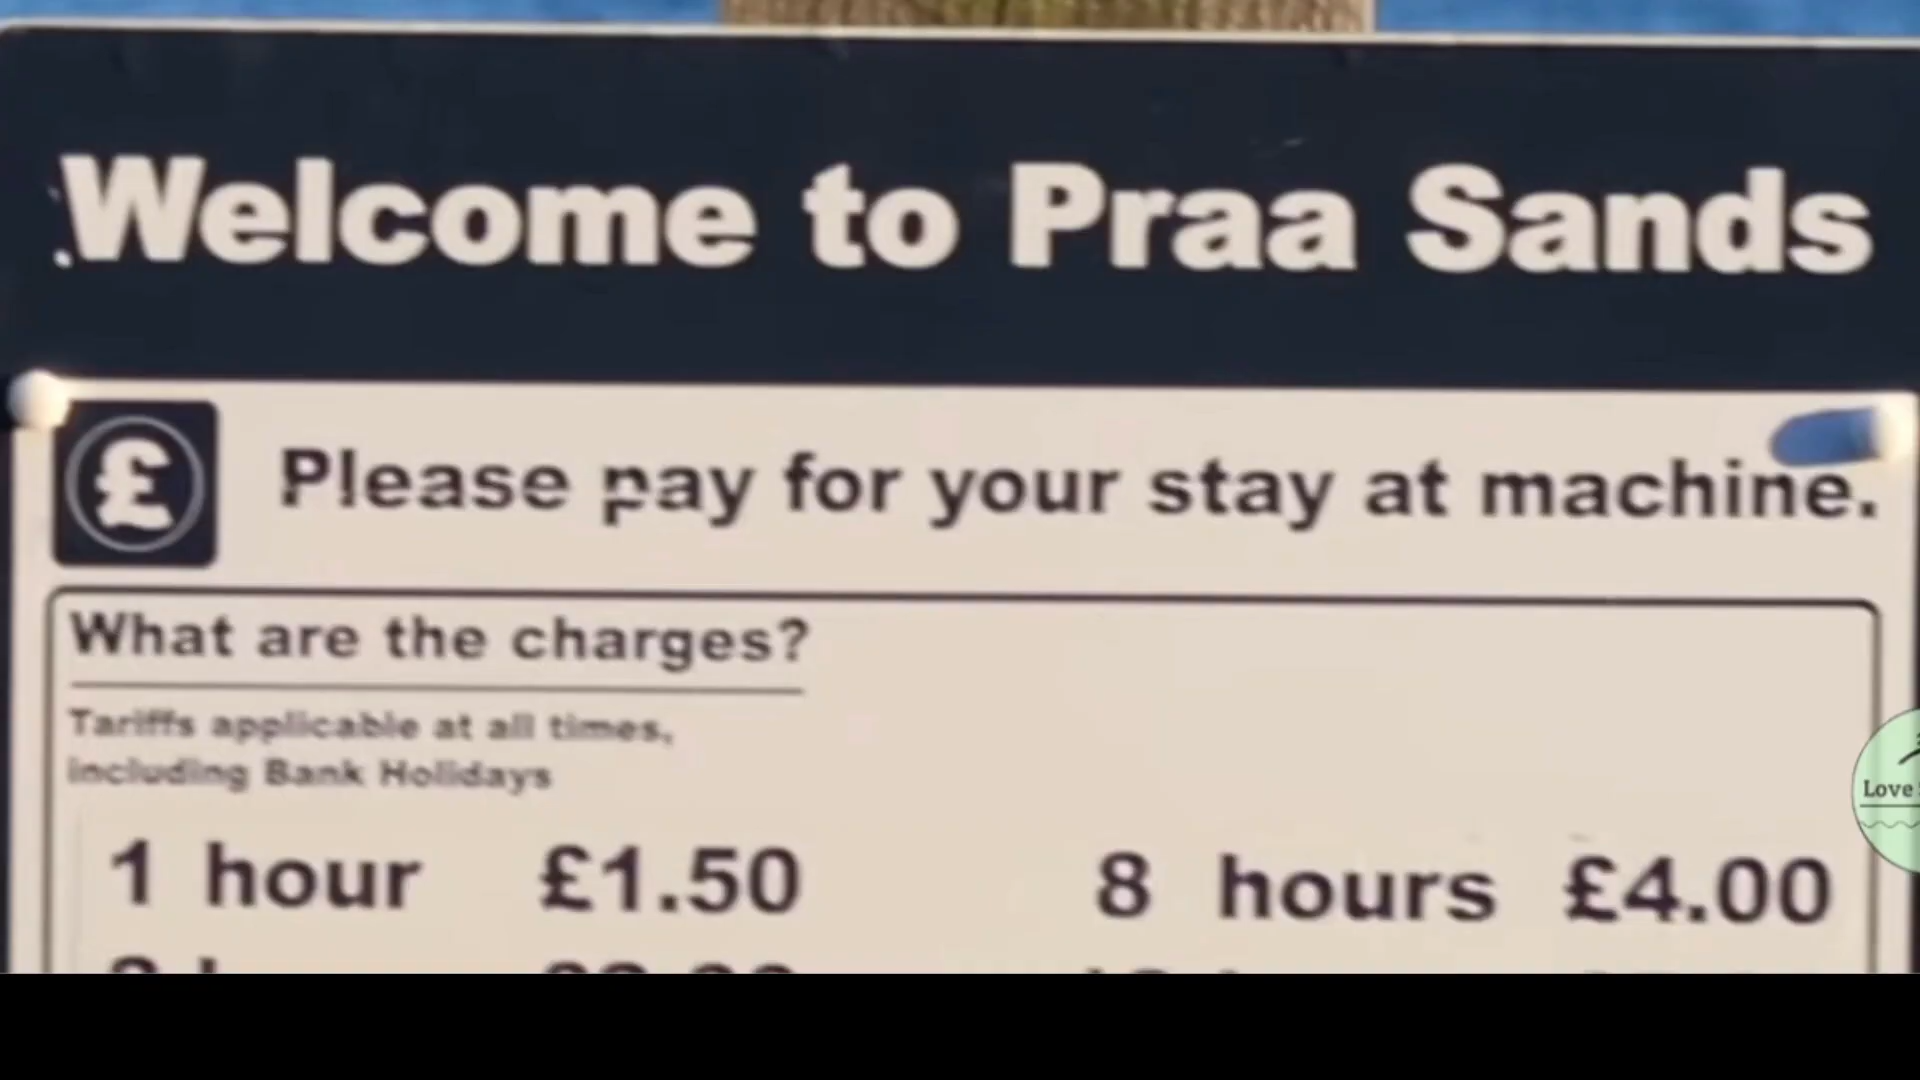 Welcome to Praa Sands
£ Please pay for your stay at machine.
What are the charges?
Tariffs applicable at all times,
including Bank Holidays
1 hour £1.50 8 hours £4.00
Love